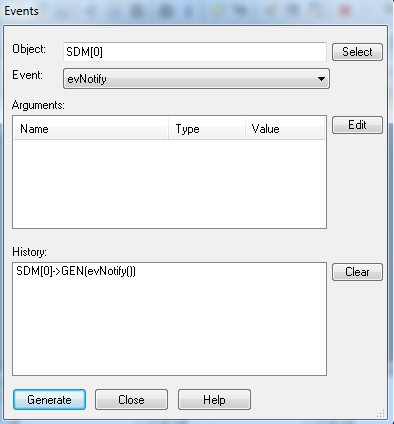 Events
Object: SDM[0] Select
Event: evNotify
Arguments:
Name Type Value Edit
History:
SDM[0]->GEN(evNotify()) Clear
Generate Close Help